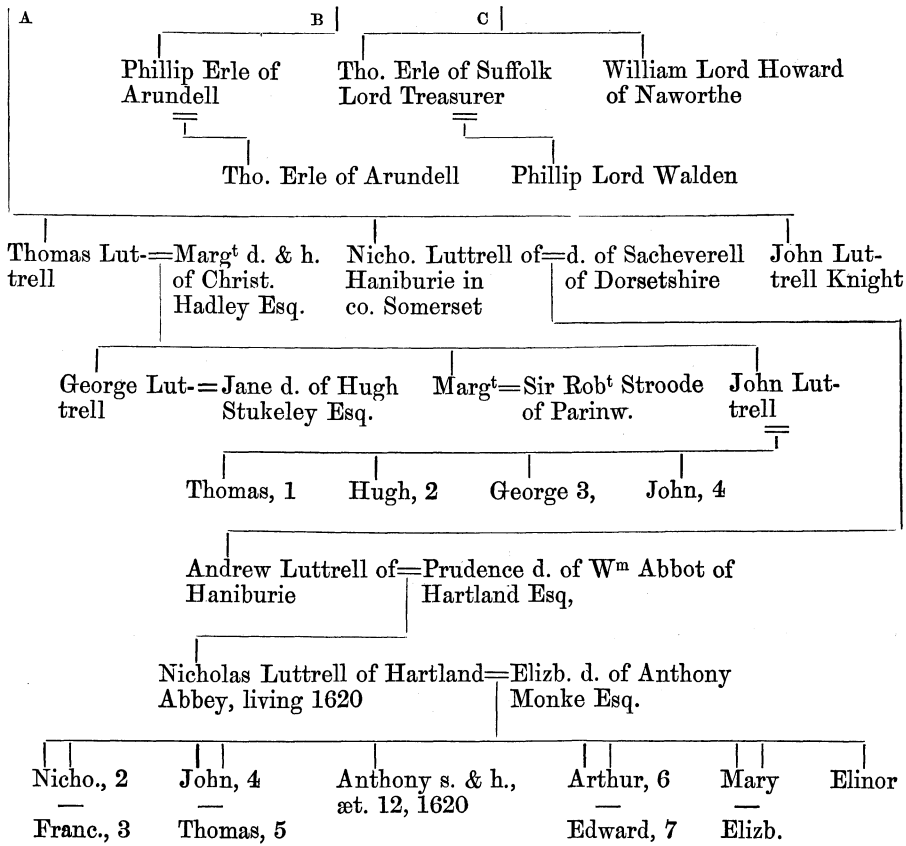 A
B
C
Phillip Erle of
Arundell
Tho. Erle of Suffolk
Lord Treasurer
William Lord Howard
of Naworthe
Tho. Erle of Arundell
Phillip Lord Walden
Thomas Lut-
trell
Margᵗ d. & h.
of Christ.
Hadley Esq.
Nicho. Luttrell of
Haniburie in
co. Somerset
d. of Sacheverell
of Dorsetshire
John Lut-
trell Knight
George Lut-
trell
Jane d. of Hugh
Stukeley Esq.
Margᵗ
Sir Robᵗ Stroode
of Parinw.
John Lut-
trell
Thomas, 1
Hugh, 2
George 3,
John, 4
Andrew Luttrell of
Haniburie
Prudence d. of Wᵐ Abbot of
Hartland Esq,
Nicholas Luttrell of Hartland
Abbey, living 1620
Elizb. d. of Anthony
Monke Esq.
Nicho., 2
Franc., 3
John, 4
Thomas, 5
Anthony s. & h.,
æt. 12, 1620
Arthur, 6
Edward, 7
Mary
Elizb.
Elinor